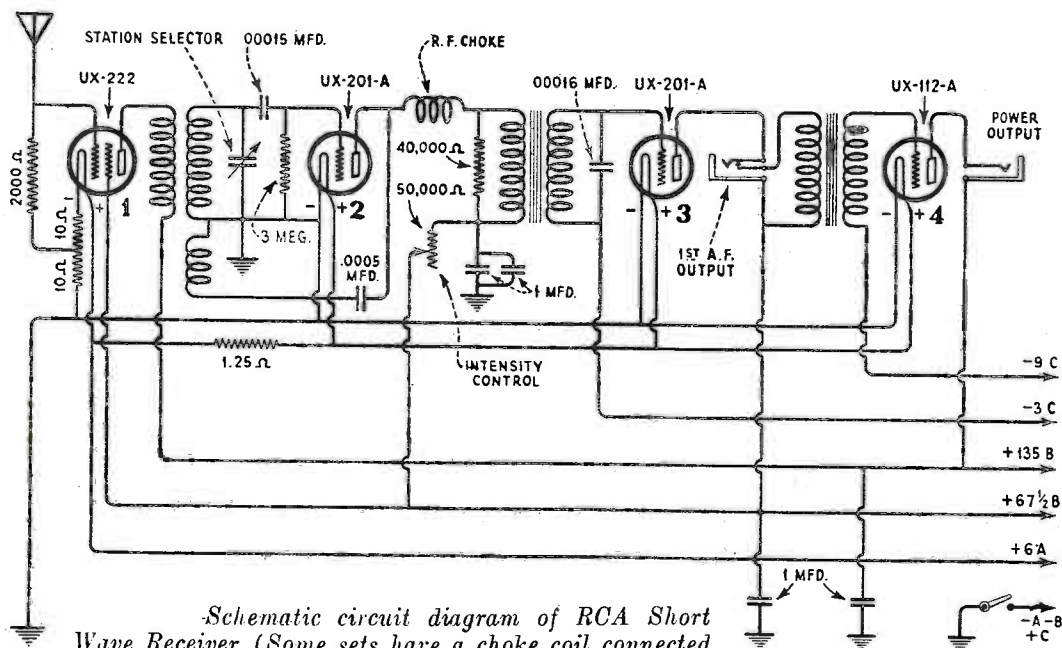 STATION SELECTOR
00015 MFD.
R.F. CHOKE
UX-222
UX-201-A
00016 MFD.
UX-201-A
UX-112-A
POWER OUTPUT
2000 Ω
10 Ω
10 Ω
+ 1
3 MEG.
- +2
.0005 MFD.
40,000 Ω
50,000 Ω
1 MFD.
INTENSITY CONTROL
- +3
1ST A.F. OUTPUT
- +4
1.25 Ω
-9 C
-3 C
+135 B
+67½ B
+6 A
1 MFD.
-A -B
+C
Schematic circuit diagram of RCA Short
Wave Receiver (Some sets have a choke coil connected